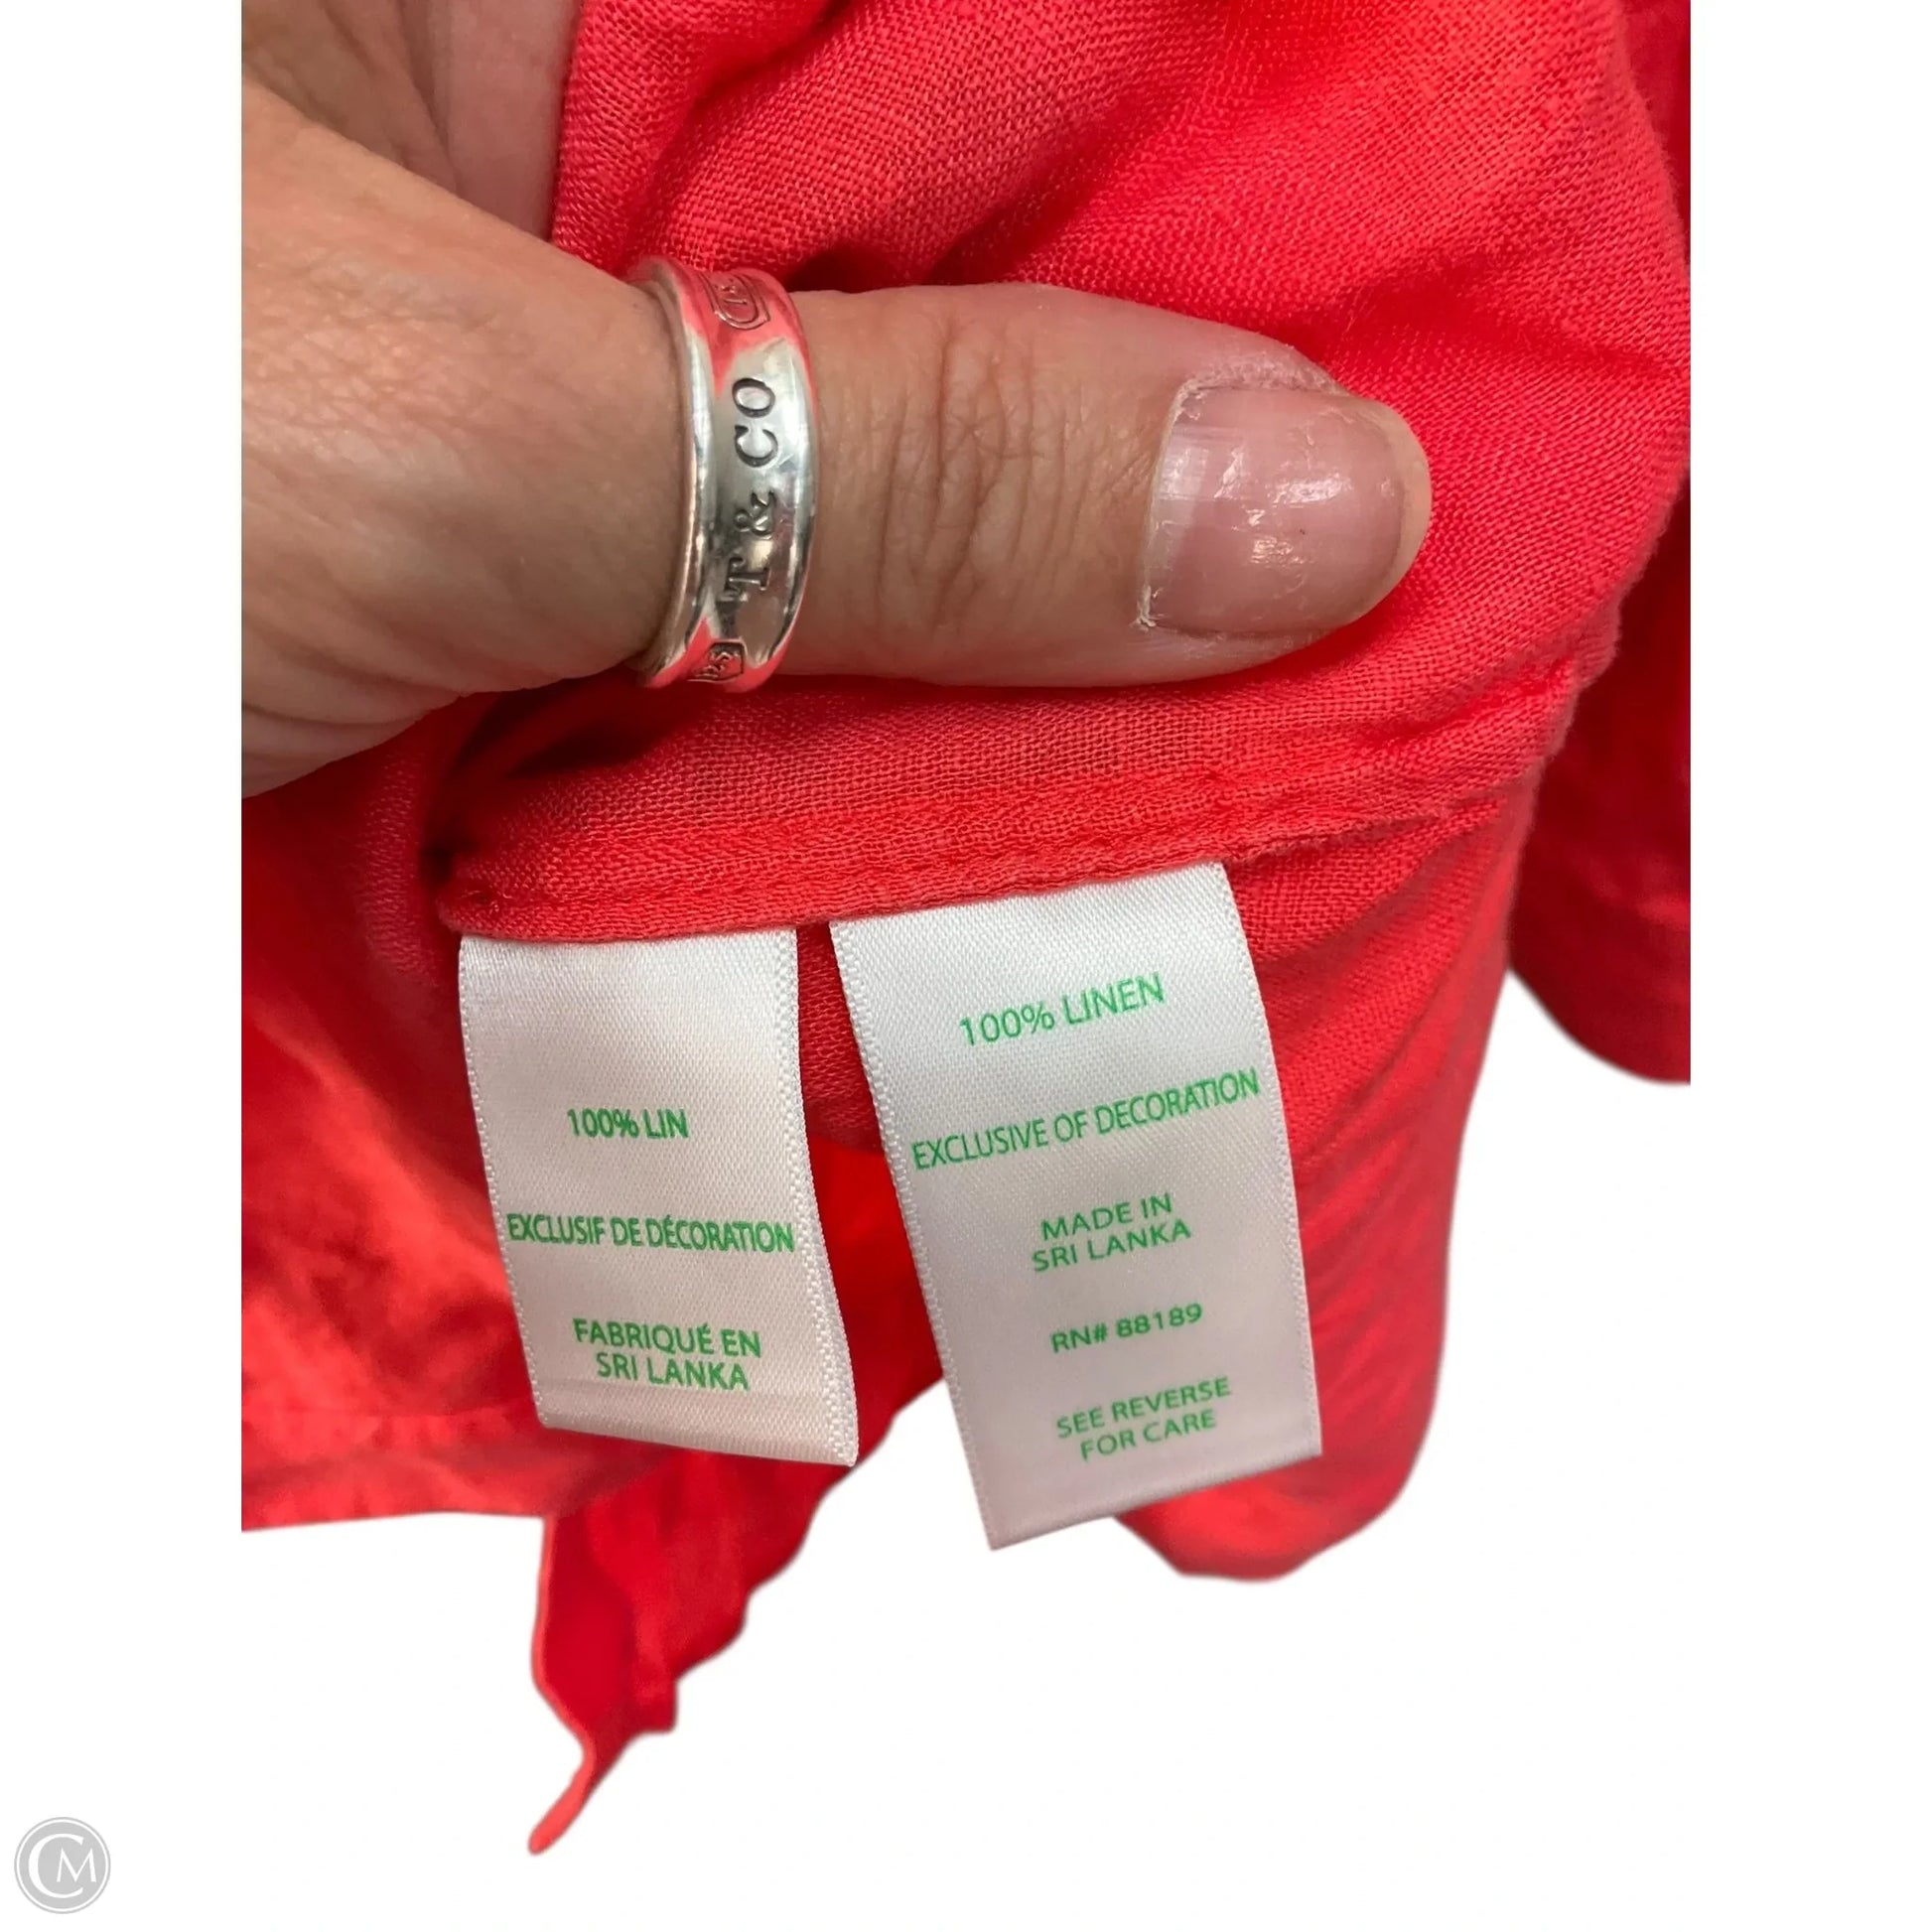 T & CO
100% LIN
EXCLUSIF DE DÉCORATION
FABRIQUÉ EN
SRI LANKA
100% LINEN
EXCLUSIVE OF DECORATION
MADE IN
SRI LANKA
RN# 88189
SEE REVERSE
FOR CARE
CM